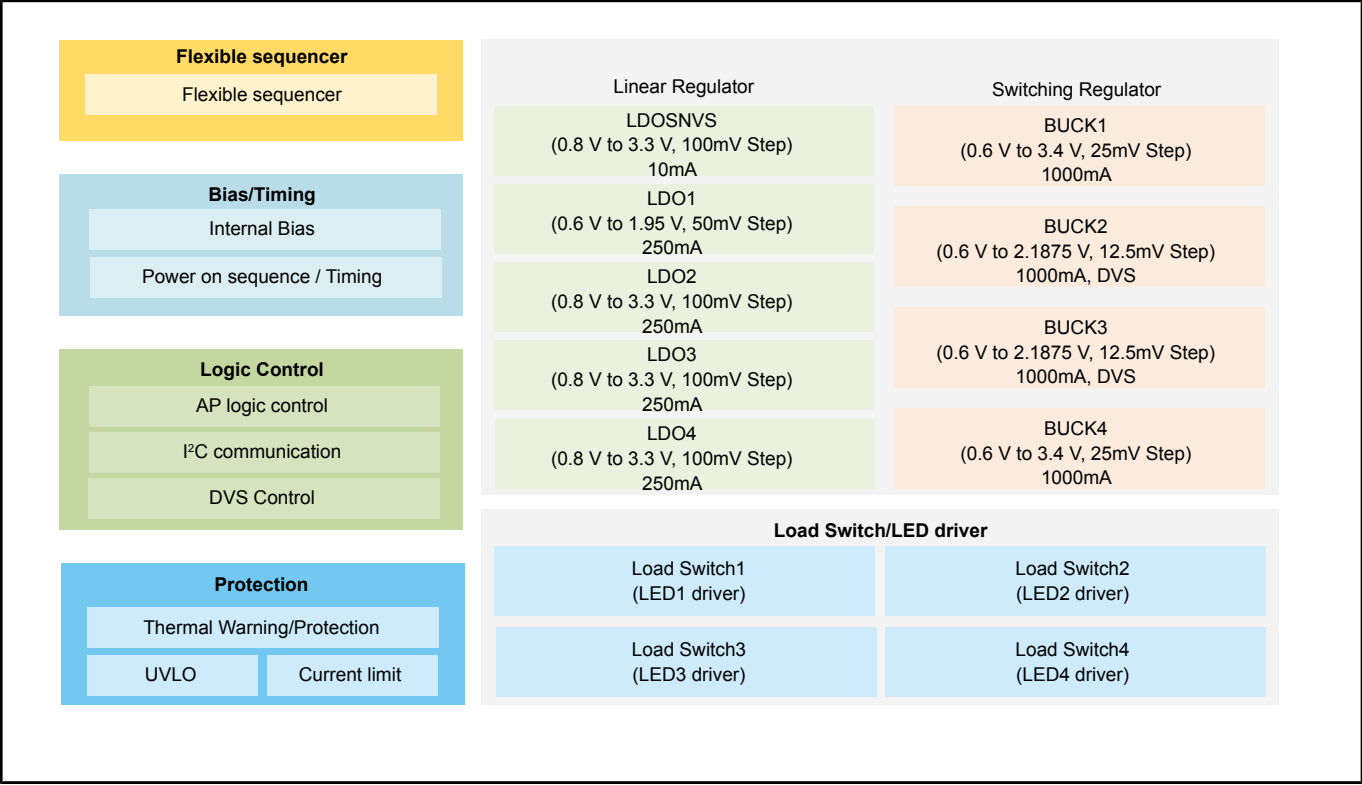 Flexible sequencer
Flexible sequencer
Bias/Timing
Internal Bias
Power on sequence / Timing
Logic Control
AP logic control
I²C communication
DVS Control
Protection
Thermal Warning/Protection
UVLO
Current limit
Linear Regulator
LDOSNVS
(0.8 V to 3.3 V, 100mV Step)
10mA
LDO1
(0.6 V to 1.95 V, 50mV Step)
250mA
LDO2
(0.8 V to 3.3 V, 100mV Step)
250mA
LDO3
(0.8 V to 3.3 V, 100mV Step)
250mA
LDO4
(0.8 V to 3.3 V, 100mV Step)
250mA
Switching Regulator
BUCK1
(0.6 V to 3.4 V, 25mV Step)
1000mA
BUCK2
(0.6 V to 2.1875 V, 12.5mV Step)
1000mA, DVS
BUCK3
(0.6 V to 2.1875 V, 12.5mV Step)
1000mA, DVS
BUCK4
(0.6 V to 3.4 V, 25mV Step)
1000mA
Load Switch/LED driver
Load Switch1
(LED1 driver)
Load Switch2
(LED2 driver)
Load Switch3
(LED3 driver)
Load Switch4
(LED4 driver)